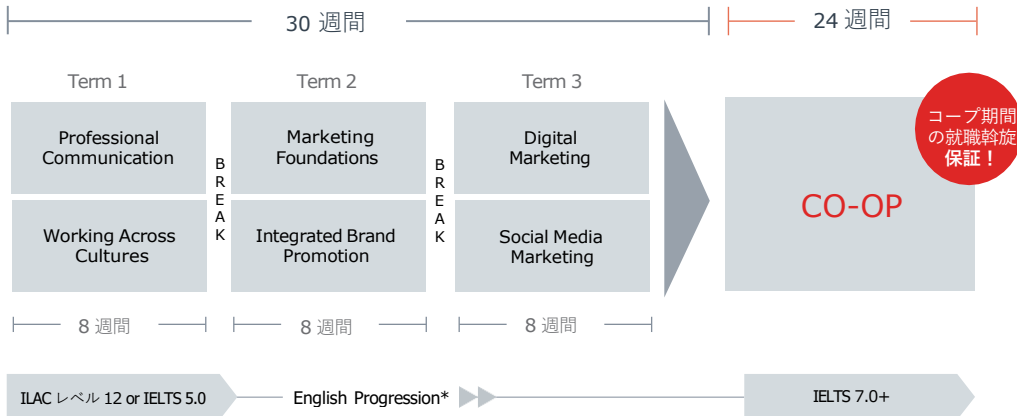 30 週間
24 週間
Term 1
Term 2
Term 3
Professional
Communication
Working Across
Cultures
BREAK
Marketing
Foundations
Integrated Brand
Promotion
BREAK
Digital
Marketing
Social Media
Marketing
CO-OP
コープ期間
の就職斡旋
保証！
8 週間
8 週間
8 週間
ILAC レベル 12 or IELTS 5.0
English Progression*
IELTS 7.0+